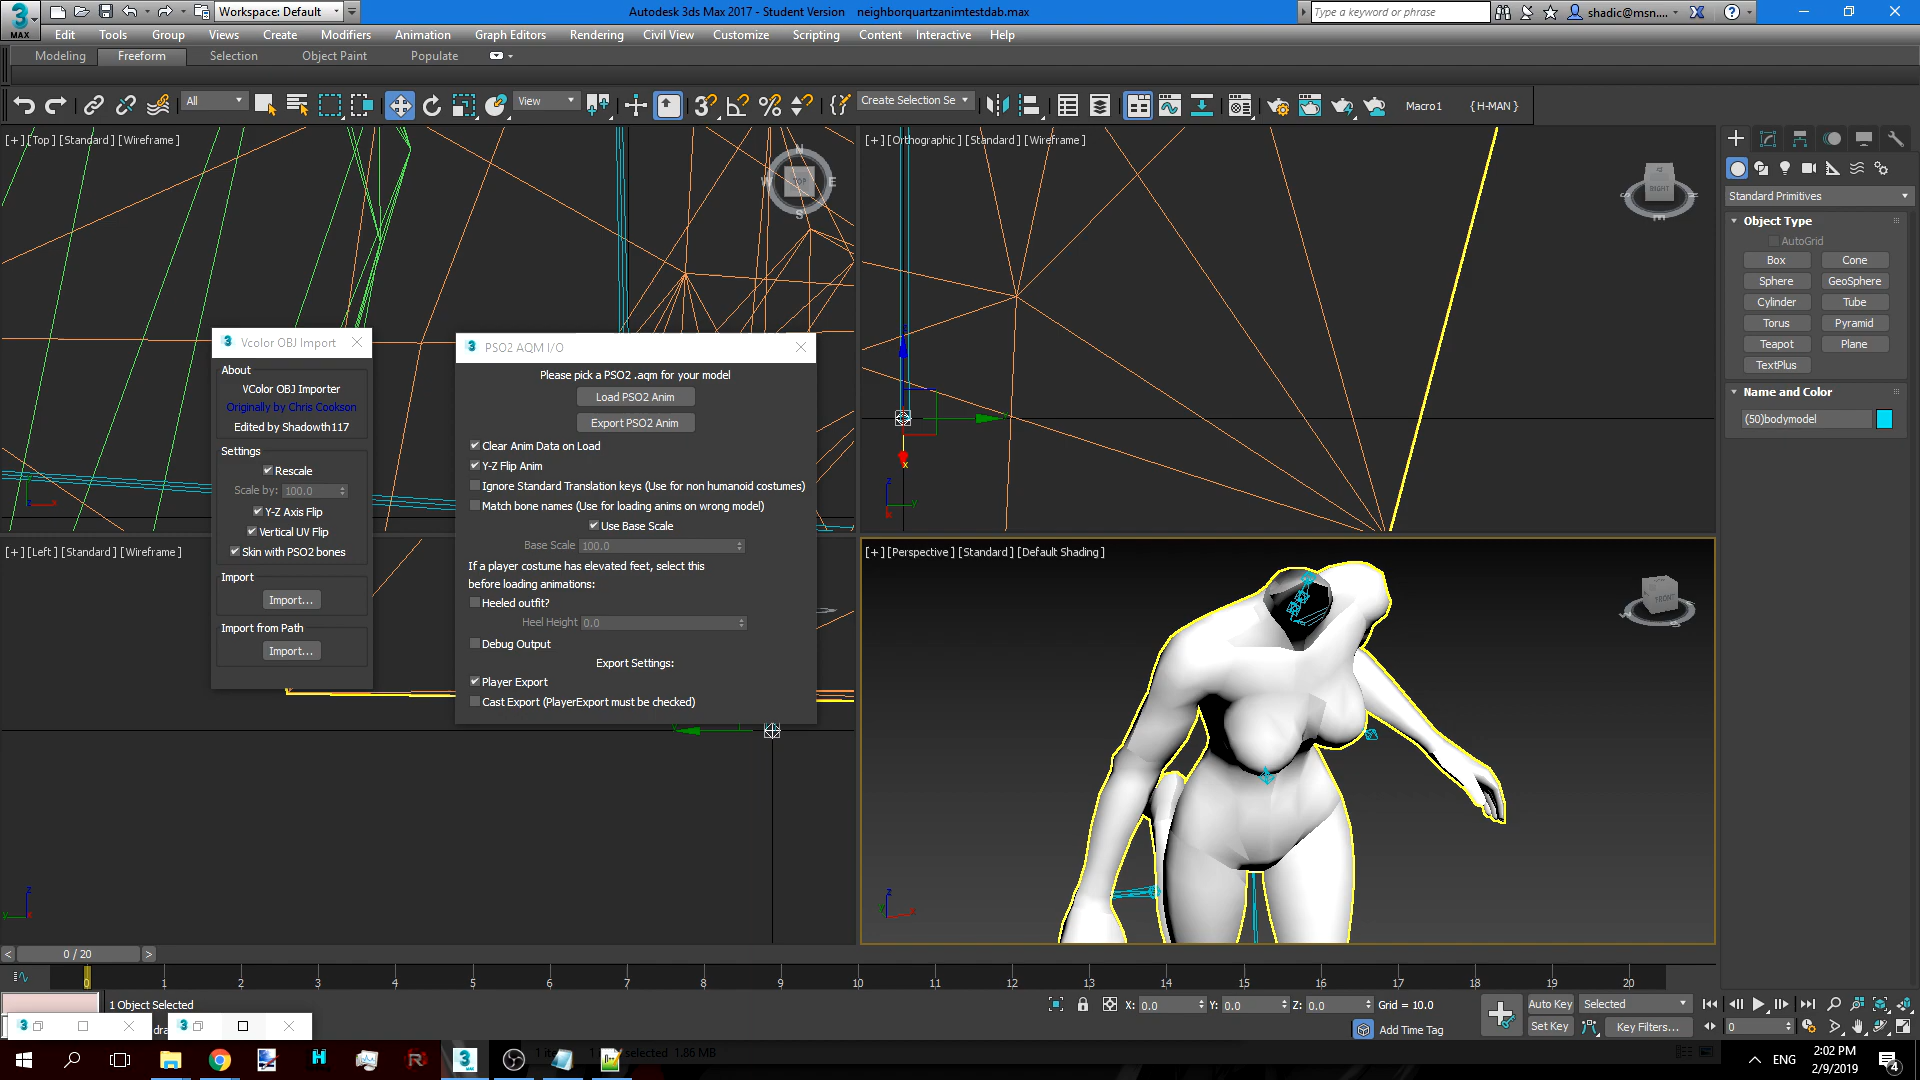 Workspace: Default
Autodesk 3ds Max 2017 - Student Version neighborquartzanimtestdab.max
Type a keyword or phrase
shadic@msn....
MAX
Edit Tools Group Views Create Modifiers Animation Graph Editors Rendering Civil View Customize Scripting Content Interactive Help
Modeling Freeform Selection Object Paint Populate
All
View
Create Selection Se
Macro1
{H-MAN }
[+] [Top] [Standard] [Wireframe]
N
W TOP E
S
[+] [Orthographic] [Standard] [Wireframe]
RIGHT
Standard Primitives
Object Type
AutoGrid
Box Cone
Sphere GeoSphere
Cylinder Tube
Torus Pyramid
Teapot Plane
TextPlus
Name and Color
(50)bodymodel
Vcolor OBJ Import
About
VColor OBJ Importer
Originally by Chris Cookson
Edited by Shadowth117
Settings
Rescale
Scale by: 100.0
Y-Z Axis Flip
Vertical UV Flip
Skin with PSO2 bones
Import
Import...
Import from Path
Import...
PSO2 AQM I/O
Please pick a PSO2 .aqm for your model
Load PSO2 Anim
Export PSO2 Anim
Clear Anim Data on Load
Y-Z Flip Anim
Ignore Standard Translation keys (Use for non humanoid costumes)
Match bone names (Use for loading anims on wrong model)
Use Base Scale
Base Scale 100.0
If a player costume has elevated feet, select this
before loading animations:
Heeled outfit?
Heel Height 0.0
Debug Output
Export Settings:
Player Export
Cast Export (PlayerExport must be checked)
[+] [Left] [Standard] [Wireframe]
[+] [Perspective] [Standard] [Default Shading]
FRONT
0 / 20
0 1 2 3 4 5 6 7 8 9 10 11 12 13 14 15 16 17 18 19 20
1 Object Selected
X: 0.0 Y: 0.0 Z: 0.0 Grid = 10.0
Add Time Tag
Auto Key Selected
Set Key Key Filters...
0
dra
selected 1.86 MB
ENG
2:02 PM
2/9/2019
4